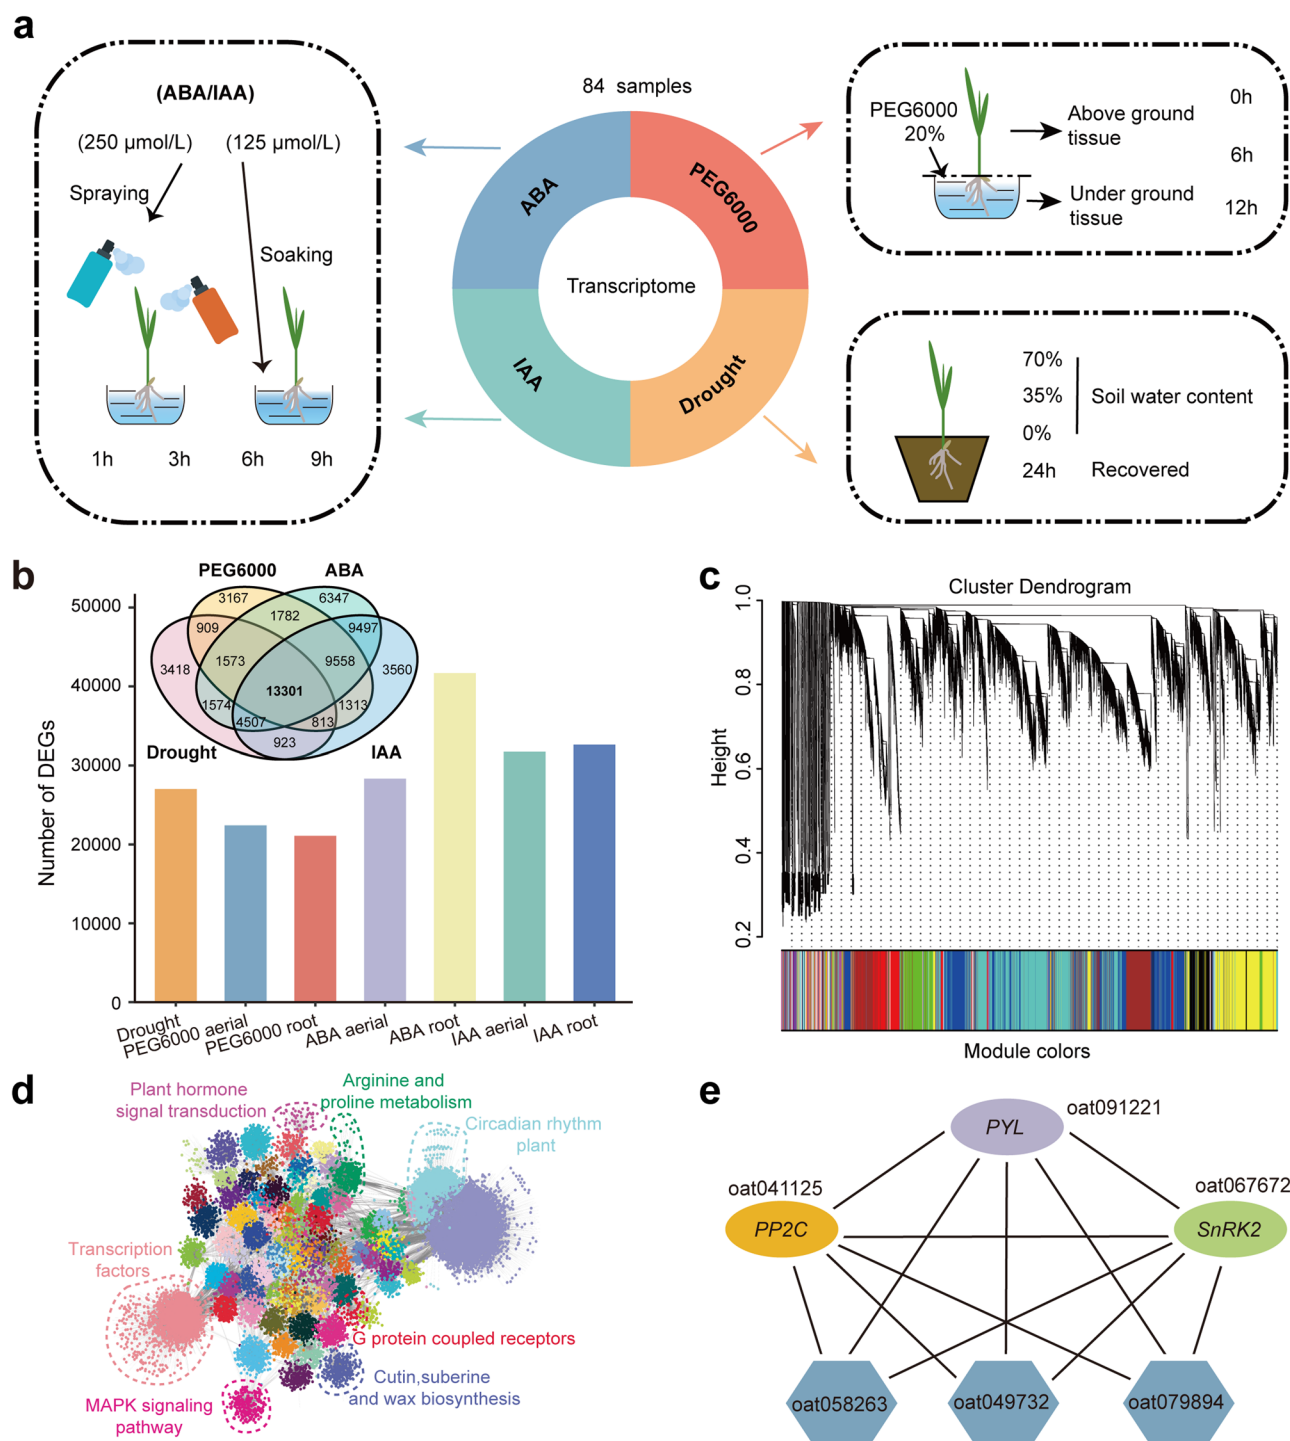 a
(ABA/IAA)
(250 µmol/L)
(125 µmol/L)
Spraying
Soaking
1h
3h
6h
9h
84 samples
ABA
PEG6000
IAA
Drought
Transcriptome
PEG6000
20%
Above ground
tissue
Under ground
tissue
0h
6h
12h
70%
35%
0%
Soil water content
24h
Recovered
b
Number of DEGs
50000
40000
30000
20000
10000
0
PEG6000
ABA
Drought
IAA
3167
6347
1782
909
9497
3418
1573
9558
3560
13301
1574
1313
4507
813
923
Drought
PEG6000 aerial
PEG6000 root
ABA aerial
ABA root
IAA aerial
IAA root
c
Cluster Dendrogram
Height
1.0
0.8
0.6
0.4
0.2
Module colors
d
Plant hormone
signal transduction
Arginine and
proline metabolism
Circadian rhythm
plant
Transcription
factors
G protein coupled receptors
Cutin,suberine
and wax biosynthesis
MAPK signaling
pathway
e
PYL
oat091221
oat041125
PP2C
oat067672
SnRK2
oat058263
oat049732
oat079894